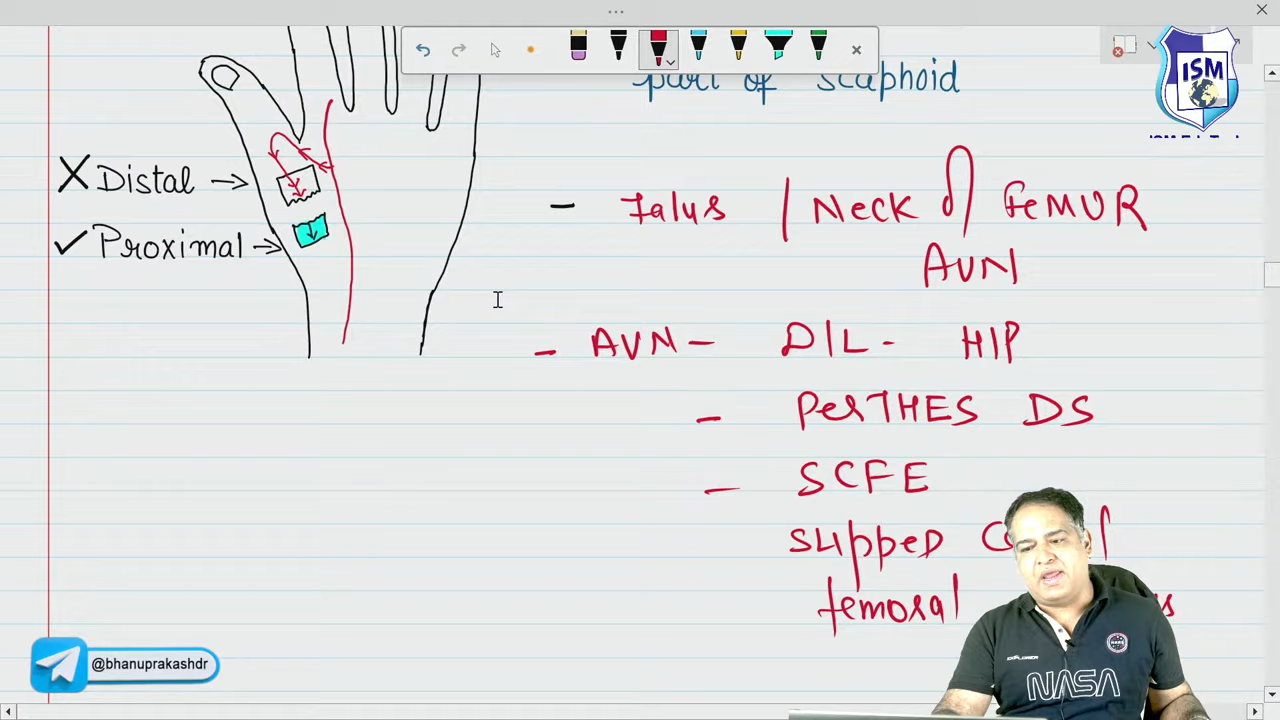 part of Scaphoid
ISM
X Distal →
✓ Proximal →
- Talus | Neck of FEMUR
AVN
- AVN - D/L - HIP
- PERTHES DS
- SCFE
SLIPPED
femoral
@bhanuprakashdr
NASA